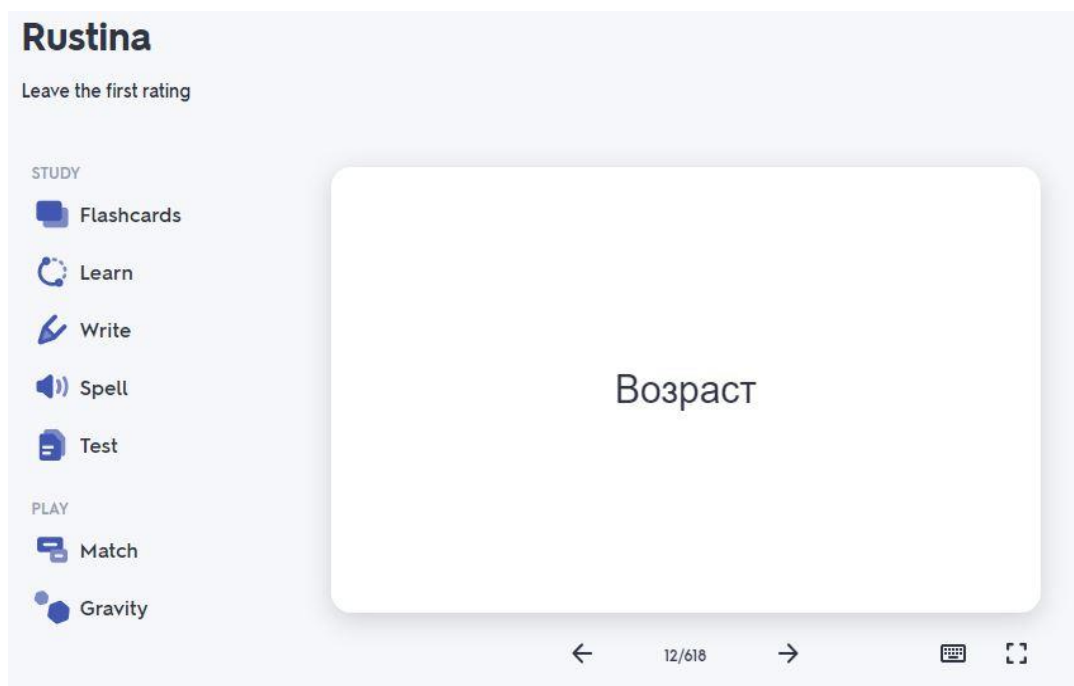 Rustina
Leave the first rating
STUDY
Flashcards
Learn
Write
Spell
Test
PLAY
Match
Gravity
Возраст
12/618